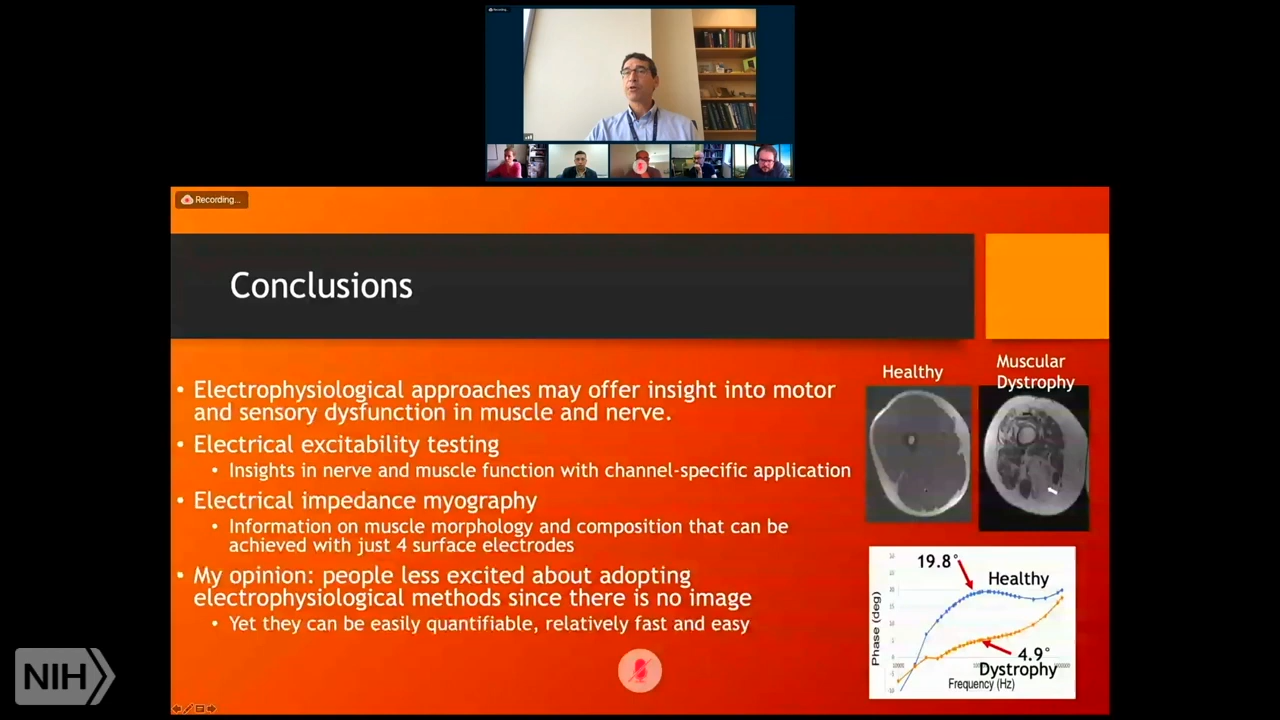 Recording...
Conclusions
• Electrophysiological approaches may offer insight into motor
and sensory dysfunction in muscle and nerve.
• Electrical excitability testing
• Insights in nerve and muscle function with channel-specific application
• Electrical impedance myography
• Information on muscle morphology and composition that can be
achieved with just 4 surface electrodes
• My opinion: people less excited about adopting
electrophysiological methods since there is no image
• Yet they can be easily quantifiable, relatively fast and easy
Healthy
Muscular
Dystrophy
19.8°
Healthy
Phase (deg)
4.9°
Dystrophy
Frequency (Hz)
NIH